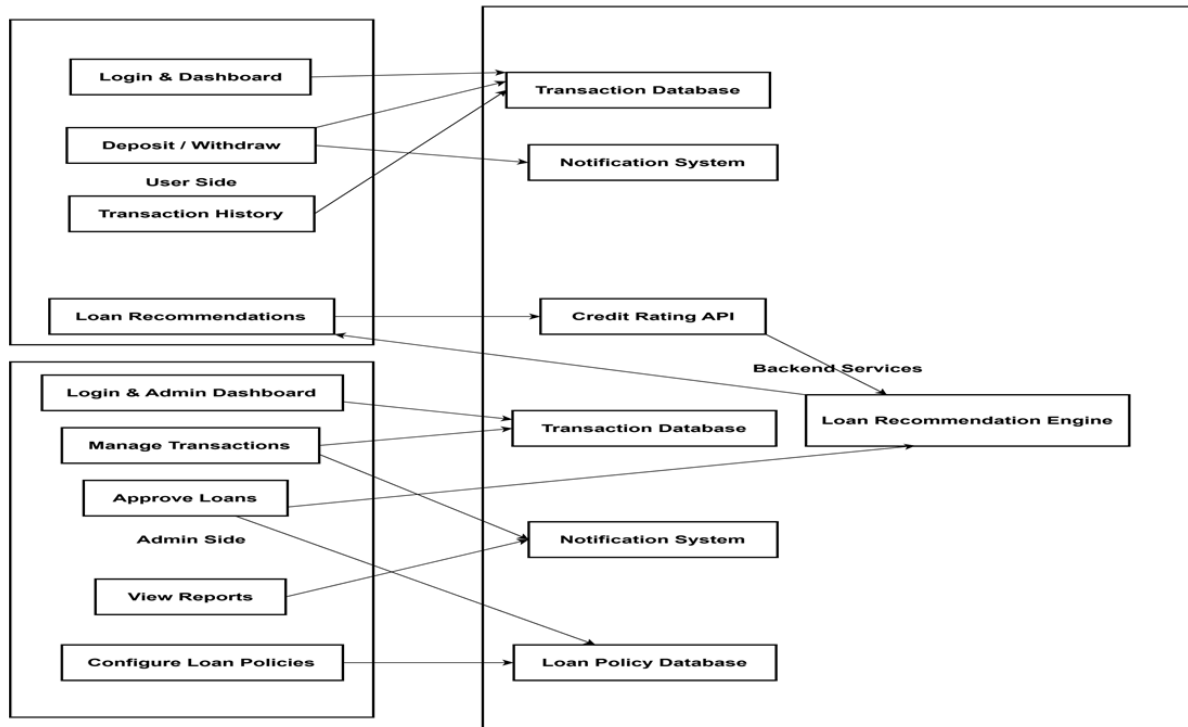 Login & Dashboard
Deposit / Withdraw
User Side
Transaction History
Loan Recommendations
Login & Admin Dashboard
Manage Transactions
Approve Loans
Admin Side
View Reports
Configure Loan Policies
Transaction Database
Notification System
Credit Rating API
Backend Services
Loan Recommendation Engine
Transaction Database
Notification System
Loan Policy Database